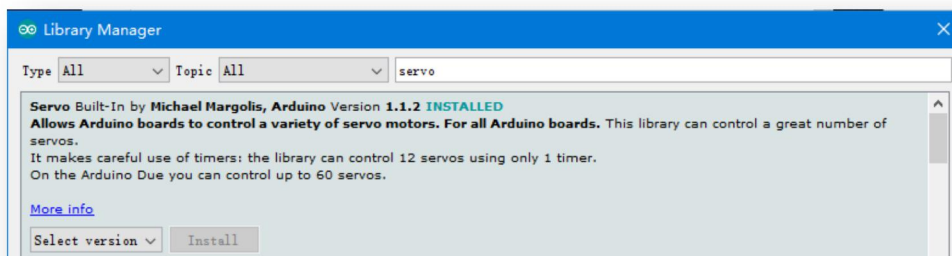 Library Manager
Type All Topic All servo
Servo Built-In by Michael Margolis, Arduino Version 1.1.2 INSTALLED
Allows Arduino boards to control a variety of servo motors. For all Arduino boards. This library can control a great number of
servos.
It makes careful use of timers: the library can control 12 servos using only 1 timer.
On the Arduino Due you can control up to 60 servos.
More info
Select version Install